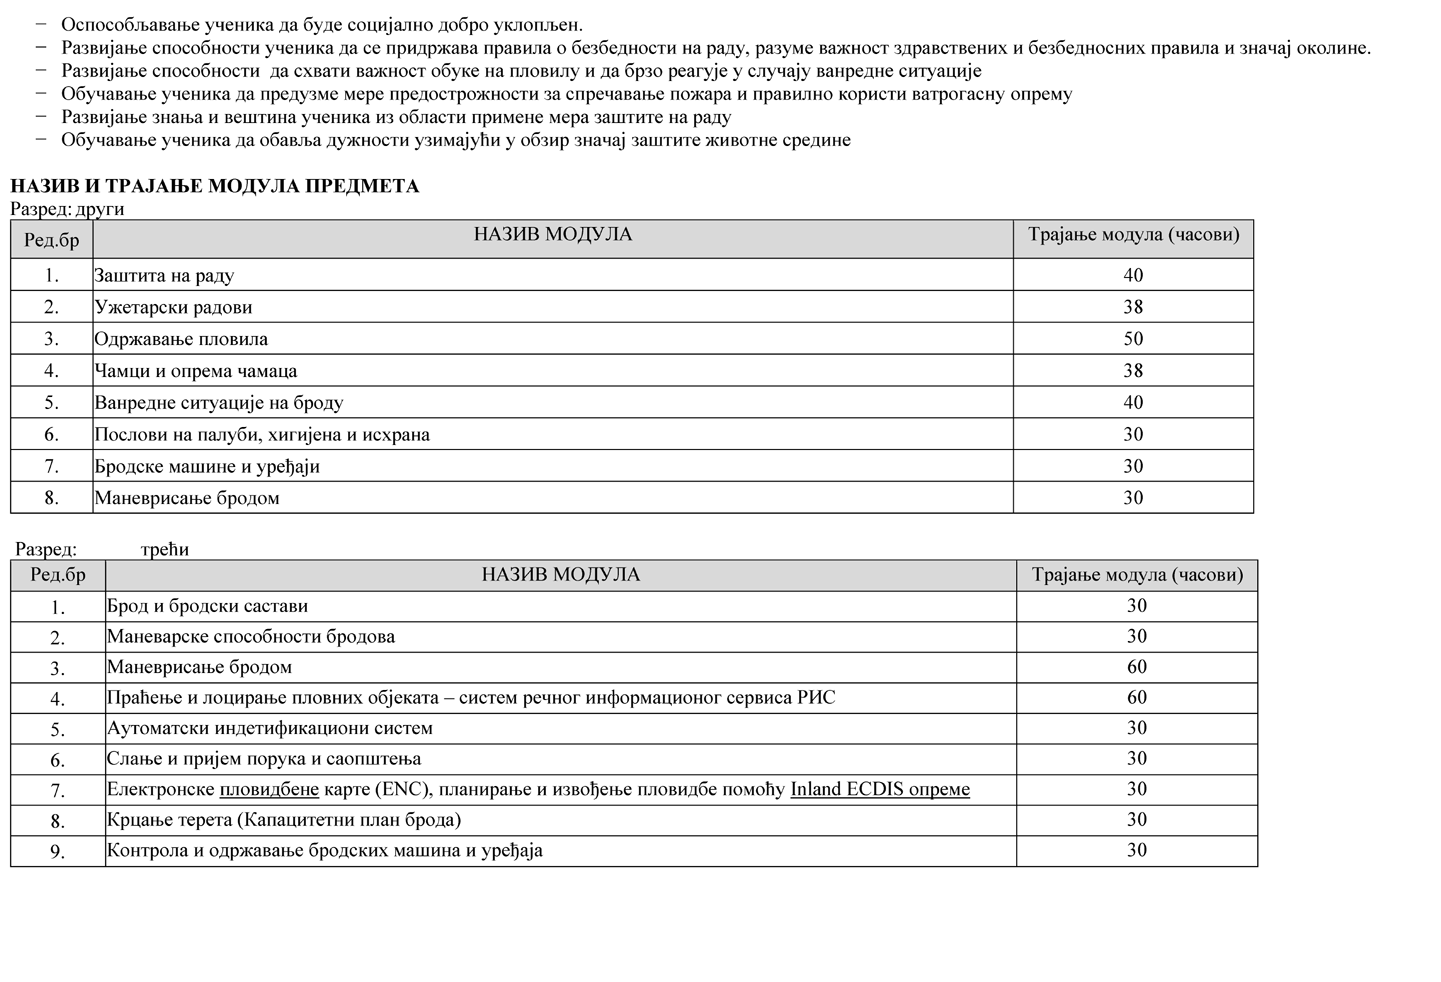 − Оспособљавање ученика да буде социјално добро уклопљен.
− Развијање способности ученика да се придржава правила о безбедности на раду, разуме важност здравствених и безбедносних правила и значај околине.
− Развијање способности да схвати важност обуке на пловилу и да брзо реагује у случају ванредне ситуације
− Обучавање ученика да предузме мере предострожности за спречавање пожара и правилно користи ватрогасну опрему
− Развијање знања и вештина ученика из области примене мера заштите на раду
− Обучавање ученика да обавља дужности узимајући у обзир значај заштите животне средине
НАЗИВ И ТРАЈАЊЕ МОДУЛА ПРЕДМЕТА
Разред: други
Ред.бр НАЗИВ МОДУЛА Трајање модула (часови)
1. Заштита на раду 40
2. Ужетарски радови 38
3. Одржавање пловила 50
4. Чамци и опрема чамаца 38
5. Ванредне ситуације на броду 40
6. Послови на палуби, хигијена и исхрана 30
7. Бродске машине и уређаји 30
8. Маневрисање бродом 30
Разред: трећи
Ред.бр НАЗИВ МОДУЛА Трајање модула (часови)
1. Брод и бродски састави 30
2. Маневарске способности бродова 30
3. Маневрисање бродом 60
4. Праћење и лоцирање пловних објеката – систем речног информационог сервиса РИС 60
5. Аутоматски индетификациони систем 30
6. Слање и пријем порука и саопштења 30
7. Електронске пловидбене карте (ENC), планирање и извођење пловидбе помоћу Inland ECDIS опреме 30
8. Крцање терета (Капацитетни план брода) 30
9. Контрола и одржавање бродских машина и уређаја 30